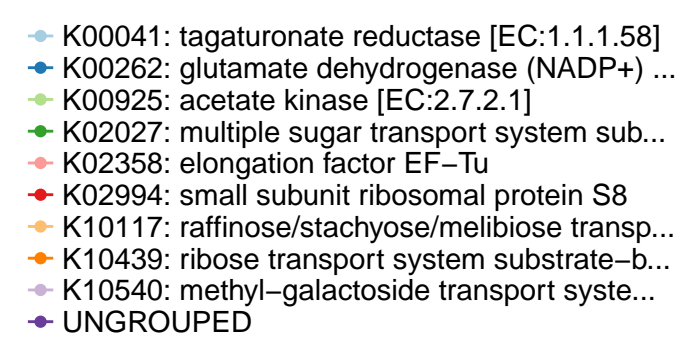 K00041: tagaturonate reductase [EC:1.1.1.58]
K00262: glutamate dehydrogenase (NADP+) ...
K00925: acetate kinase [EC:2.7.2.1]
K02027: multiple sugar transport system sub...
K02358: elongation factor EF−Tu
K02994: small subunit ribosomal protein S8
K10117: raffinose/stachyose/melibiose transp...
K10439: ribose transport system substrate−b...
K10540: methyl−galactoside transport syste...
UNGROUPED